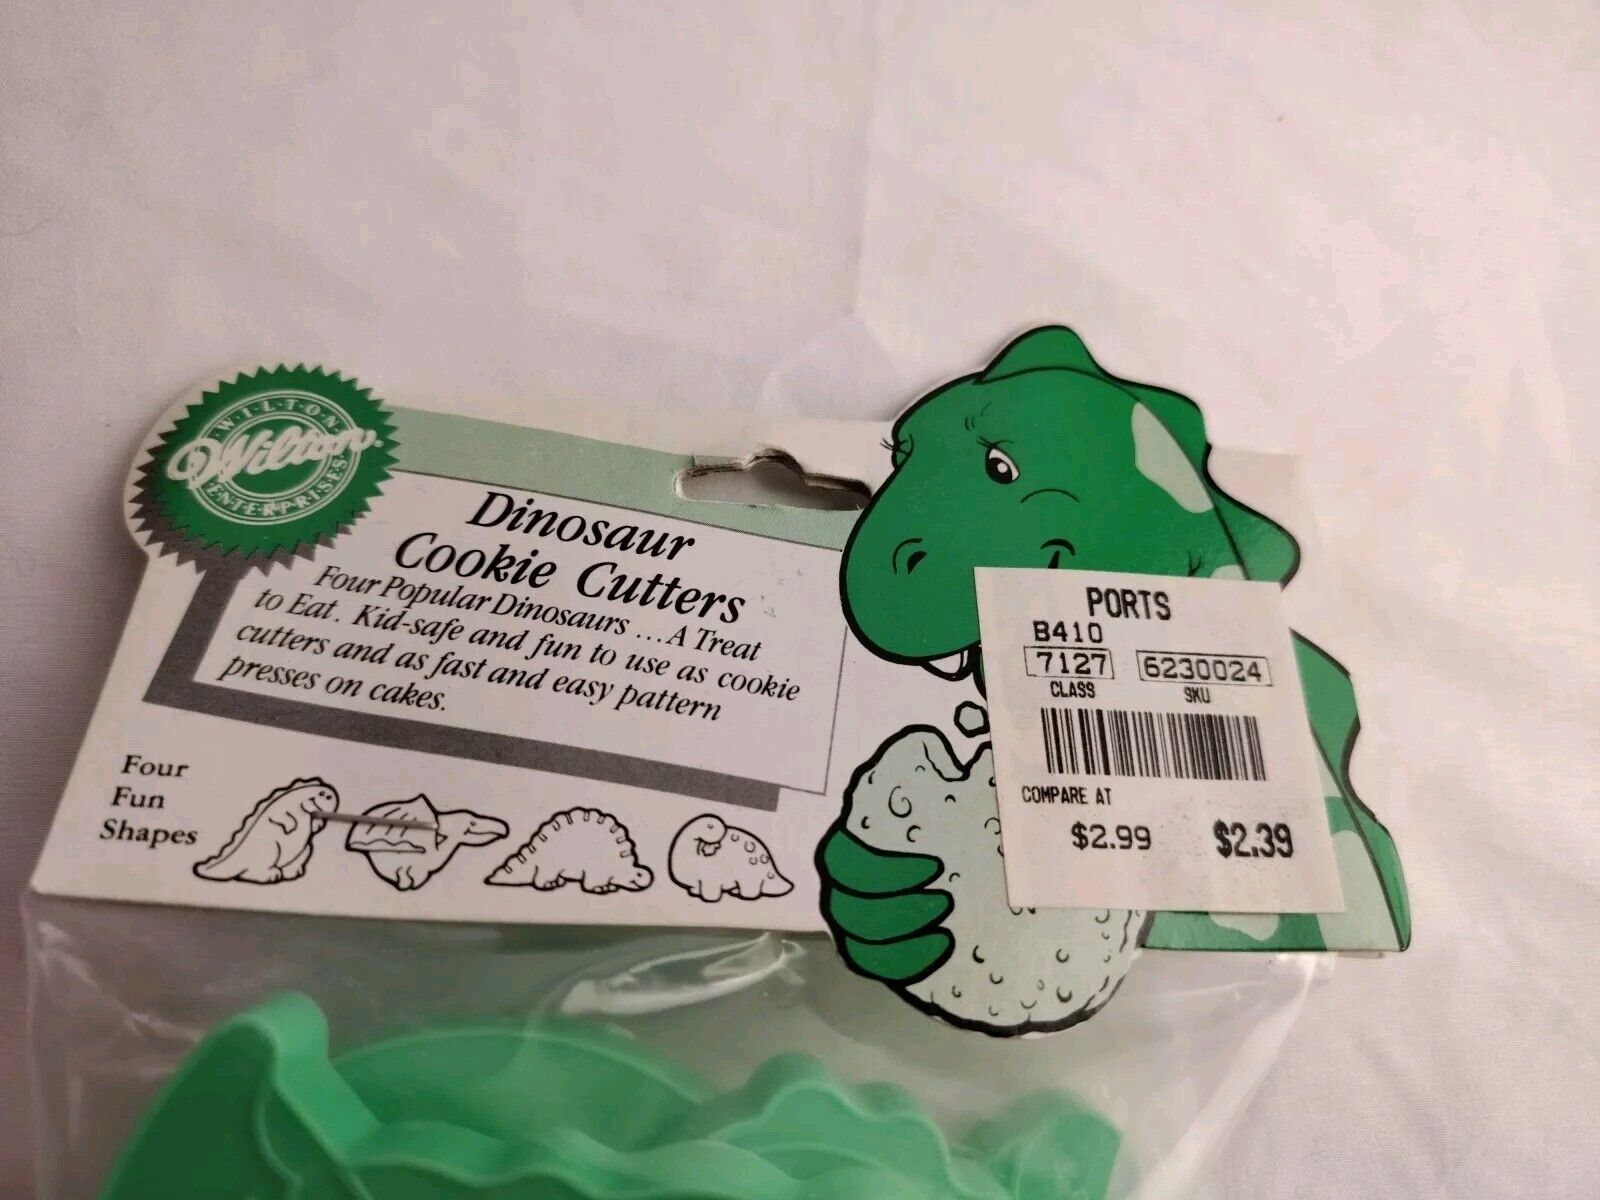 WILTON
Wilton®
ENTERPRISES
Dinosaur
Cookie Cutters
Four Popular Dinosaurs ... A Treat
to Eat. Kid-safe and fun to use as cookie
cutters and as fast and easy pattern
presses on cakes.
Four
Fun
Shapes
PORTS
B410
7127 6230024
CLASS SKU
COMPARE AT
$2.99 $2.39